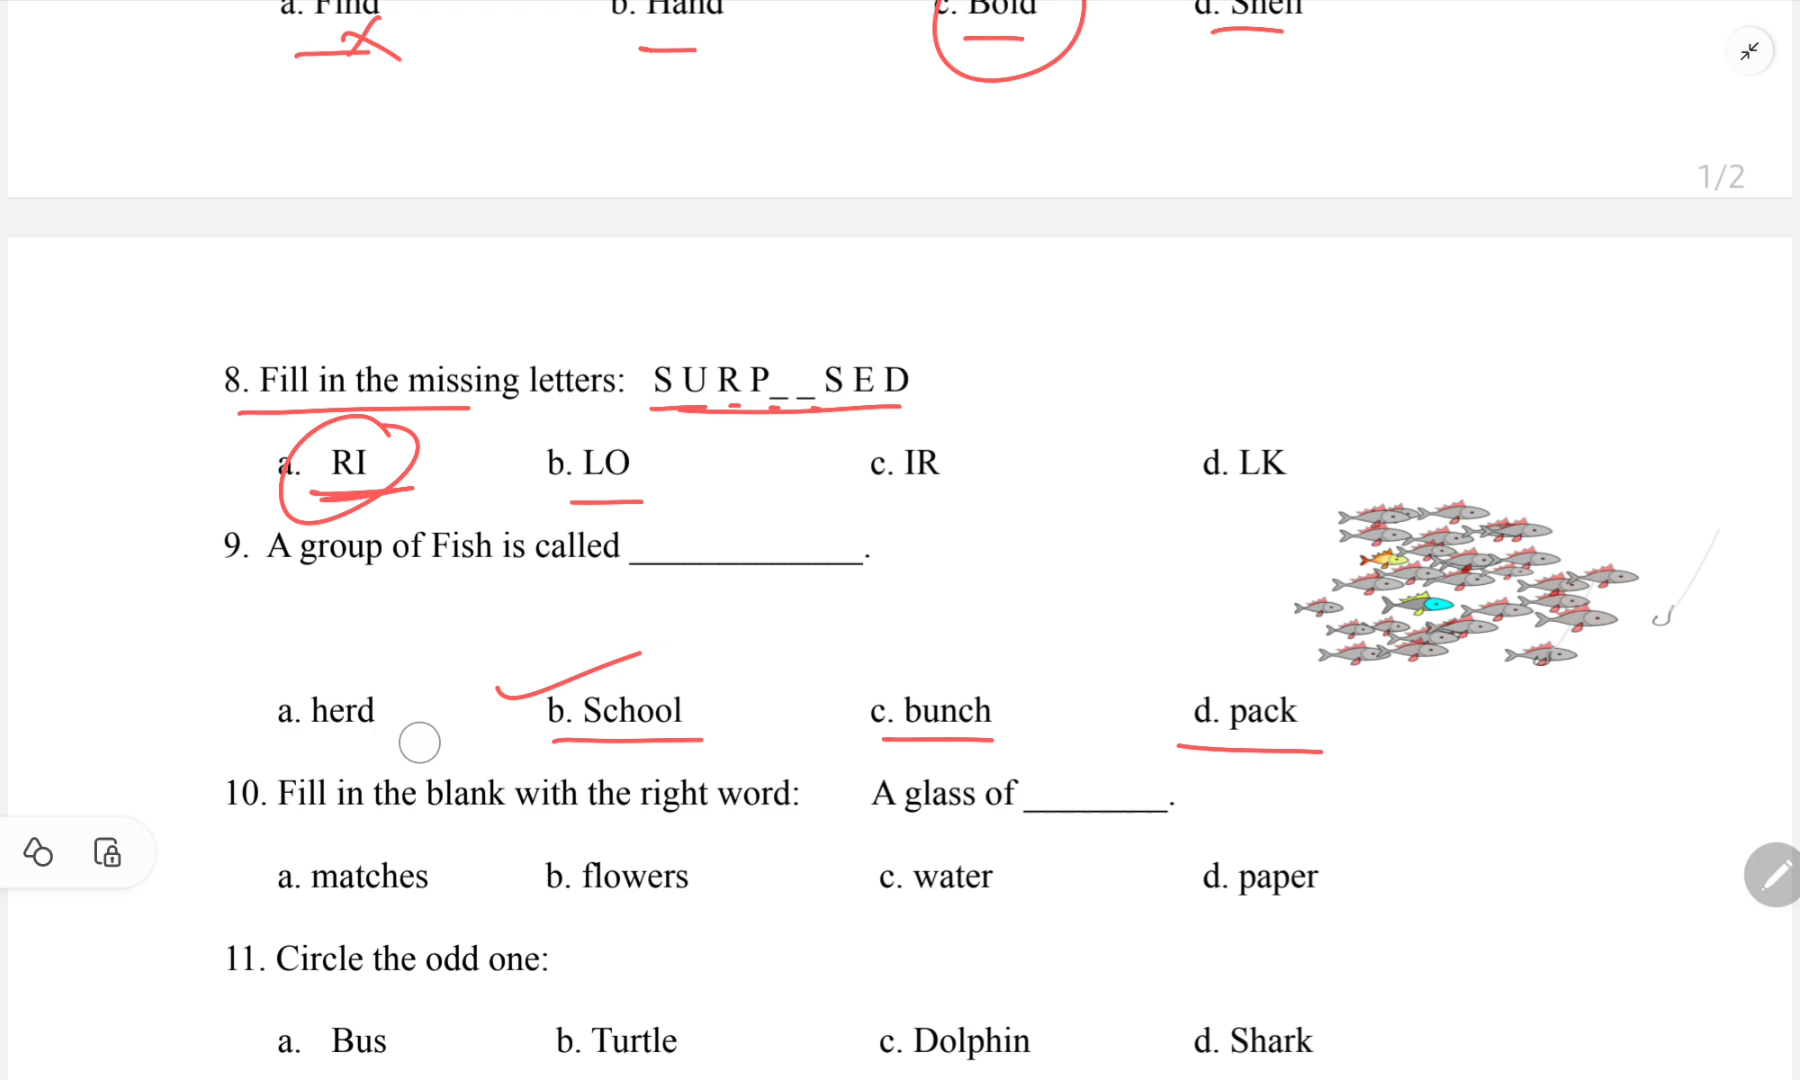 a. Find b. Hand c. Bold d. Shell
1/2
8. Fill in the missing letters: S U R P _ _ S E D
a. RI b. LO c. IR d. LK
9. A group of Fish is called _____________.
a. herd b. School c. bunch d. pack
10. Fill in the blank with the right word: A glass of ________.
a. matches b. flowers c. water d. paper
11. Circle the odd one:
a. Bus b. Turtle c. Dolphin d. Shark